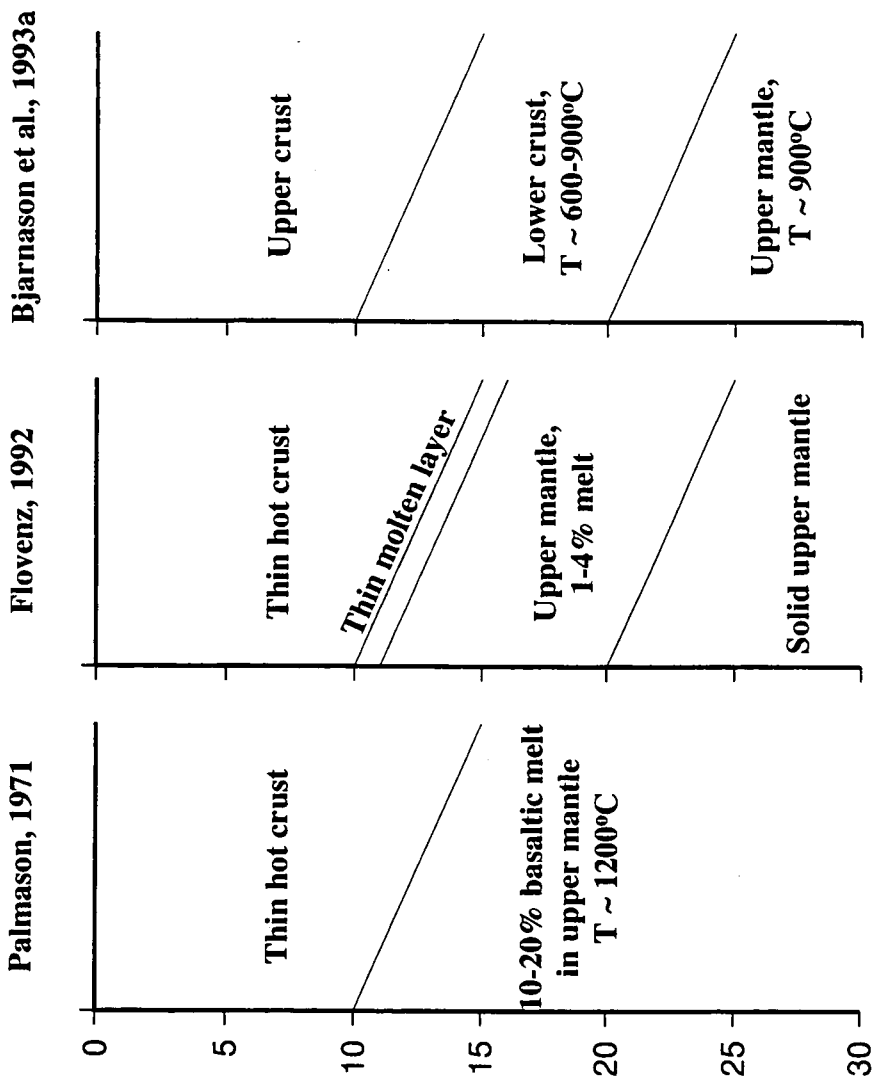 Palmason, 1971
Thin hot crust
10-20% basaltic melt
in upper mantle
T ~ 1200ºC
0
5
10
15
20
25
30
Flovenz, 1992
Thin hot crust
Thin molten layer
Upper mantle,
1-4% melt
Solid upper mantle
Bjarnason et al., 1993a
Upper crust
Lower crust,
T ~ 600-900ºC
Upper mantle,
T ~ 900ºC